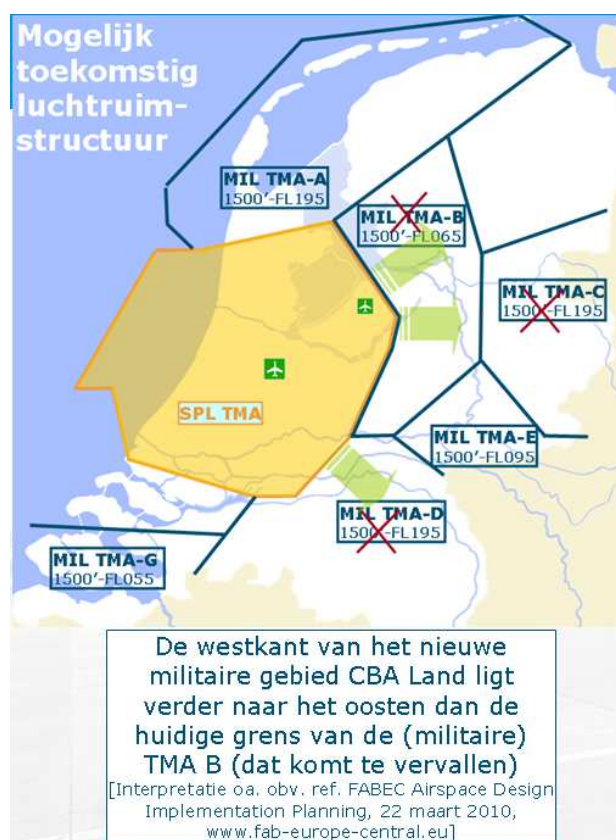 Mogelijk
toekomstig
luchtruim-
structuur
MIL TMA-A
1500'-FL195
MIL TMA-B
1500'-FL065
MIL TMA-C
1500'-FL195
SPL TMA
MIL TMA-E
1500'-FL095
MIL TMA-D
1500'-FL195
MIL TMA-G
1500'-FL055
De westkant van het nieuwe
militaire gebied CBA Land ligt
verder naar het oosten dan de
huidige grens van de (militaire)
TMA B (dat komt te vervallen)
[Interpretatie oa. obv. ref. FABEC Airspace Design
Implementation Planning, 22 maart 2010,
www.fab-europe-central.eu]